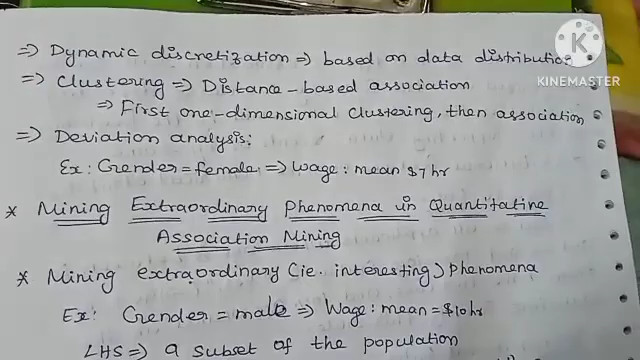 ⇒ Dynamic discretization ⇒ based on data distribution
⇒ Clustering ⇒ Distance-based association
⇒ First one-dimensional clustering, then association
⇒ Deviation analysis:
Ex: Gender = female ⇒ Wage: mean $7 hr
* Mining Extraordinary Phenomena in Quantitative
Association Mining
* Mining extraordinary (ie. interesting) Phenomena
Ex: Gender = male ⇒ Wage: mean = $10 hr
LHS ⇒ a subset of the population
K
KINEMASTER